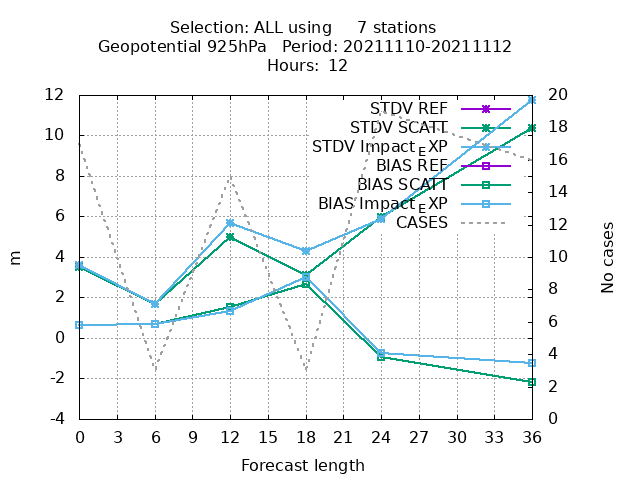 Selection: ALL using     7 stations
Geopotential 925hPa   Period: 20211110-20211112
Hours:  12
12
10
8
6
4
2
0
-2
-4
m
20
18
16
14
12
10
8
6
4
2
0
No cases
STDV REF
STDV SCATT
STDV Impact_EXP
BIAS REF
BIAS SCATT
BIAS Impact_EXP
CASES
0 3 6 9 12 15 18 21 24 27 30 33 36
Forecast length